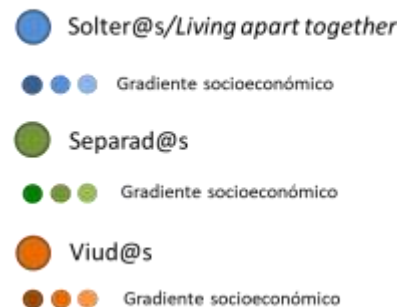 Solter@s/Living apart together
Gradiente socioeconómico
Separad@s
Gradiente socioeconómico
Viud@s
Gradiente socioeconómico